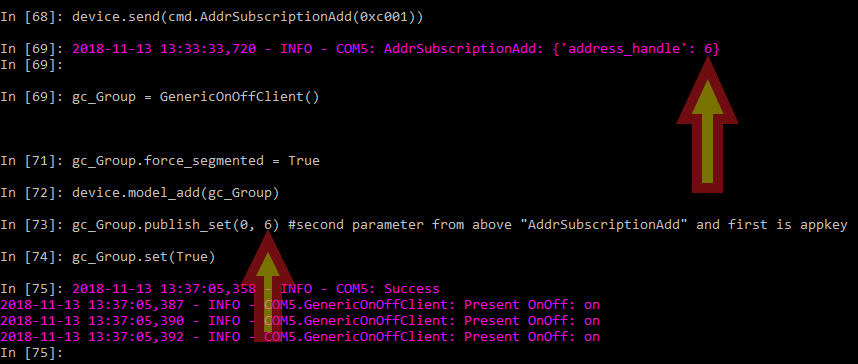 In [68]: device.send(cmd.AddrSubscriptionAdd(0xc001))
In [69]: 2018-11-13 13:33:33,720 - INFO - COM5: AddrSubscriptionAdd: {'address_handle': 6}
In [69]:
In [69]: gc_Group = GenericOnOffClient()
In [71]: gc_Group.force_segmented = True
In [72]: device.model_add(gc_Group)
In [73]: gc_Group.publish_set(0, 6) #second parameter from above "AddrSubscriptionAdd" and first is appkey
In [74]: gc_Group.set(True)
In [75]: 2018-11-13 13:37:05,358 - INFO - COM5: Success
2018-11-13 13:37:05,387 - INFO - COM5.GenericOnOffClient: Present OnOff: on
2018-11-13 13:37:05,390 - INFO - COM5.GenericOnOffClient: Present OnOff: on
2018-11-13 13:37:05,392 - INFO - COM5.GenericOnOffClient: Present OnOff: on
In [75]: